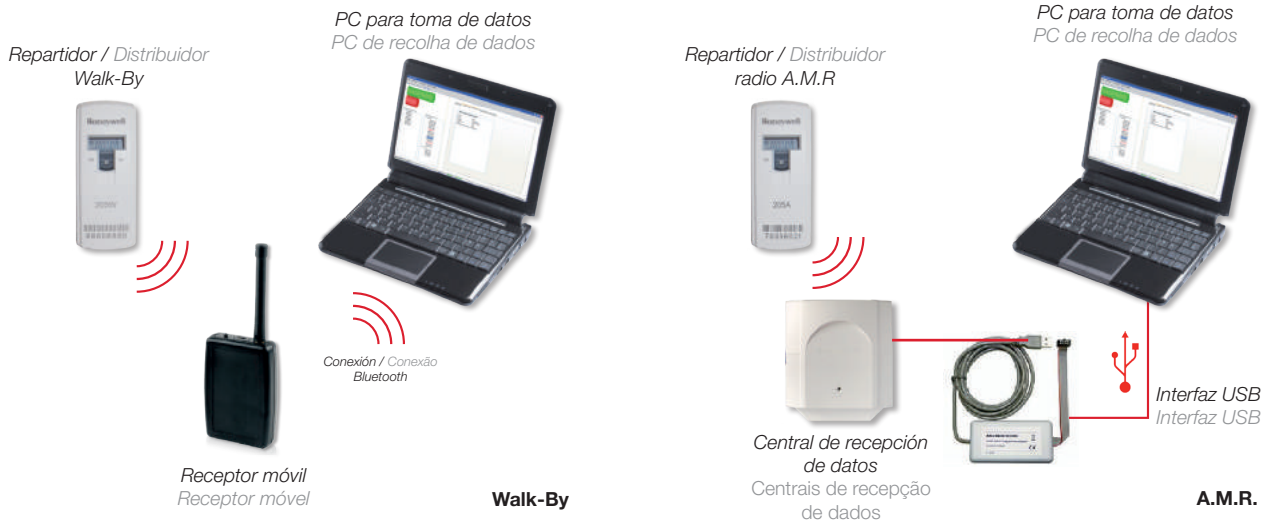 PC para toma de datos
PC de recolha de dados
Repartidor / Distribuidor
Walk-By
Honeywell
Conexión / Conexão
Bluetooth
Receptor móvil
Receptor móvel
Walk-By
PC para toma de datos
PC de recolha de dados
Repartidor / Distribuidor
radio A.M.R
Honeywell
205A
Interfaz USB
Interfaz USB
Central de recepción
de datos
Centrais de recepção
de dados
A.M.R.